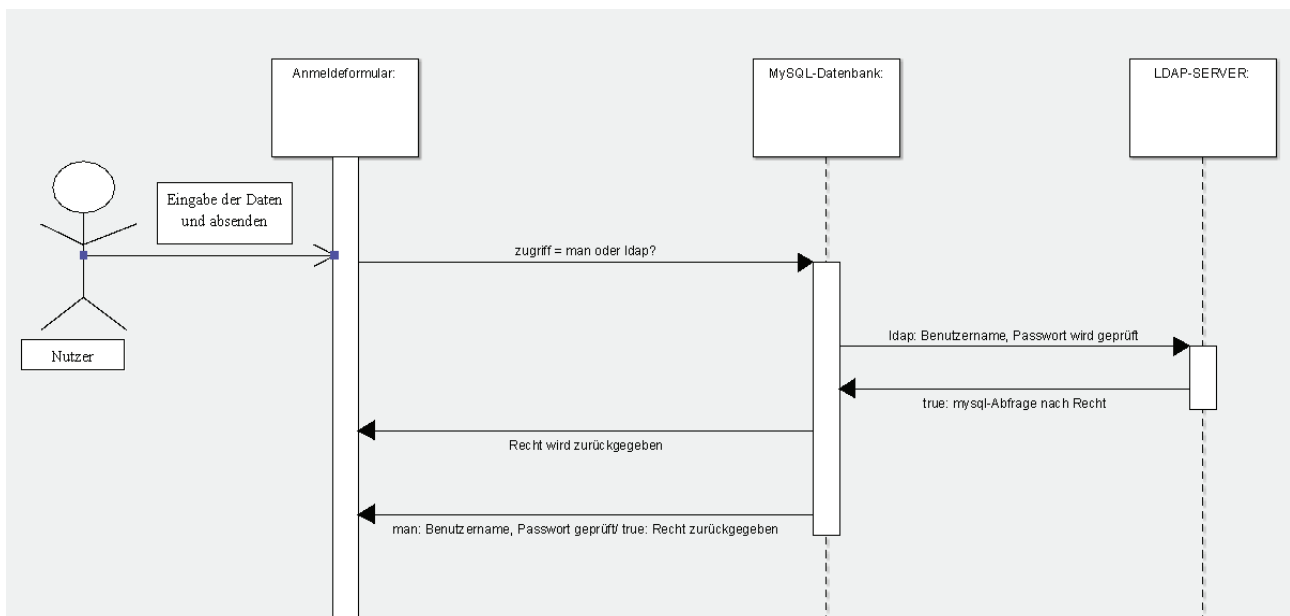 Anmeldeformular:
MySQL-Datenbank:
LDAP-SERVER:
Eingabe der Daten
und absenden
zugriff = man oder ldap?
ldap: Benutzername, Passwort wird geprüft
Nutzer
true: mysql-Abfrage nach Recht
Recht wird zurückgegeben
man: Benutzername, Passwort geprüft/ true: Recht zurückgegeben